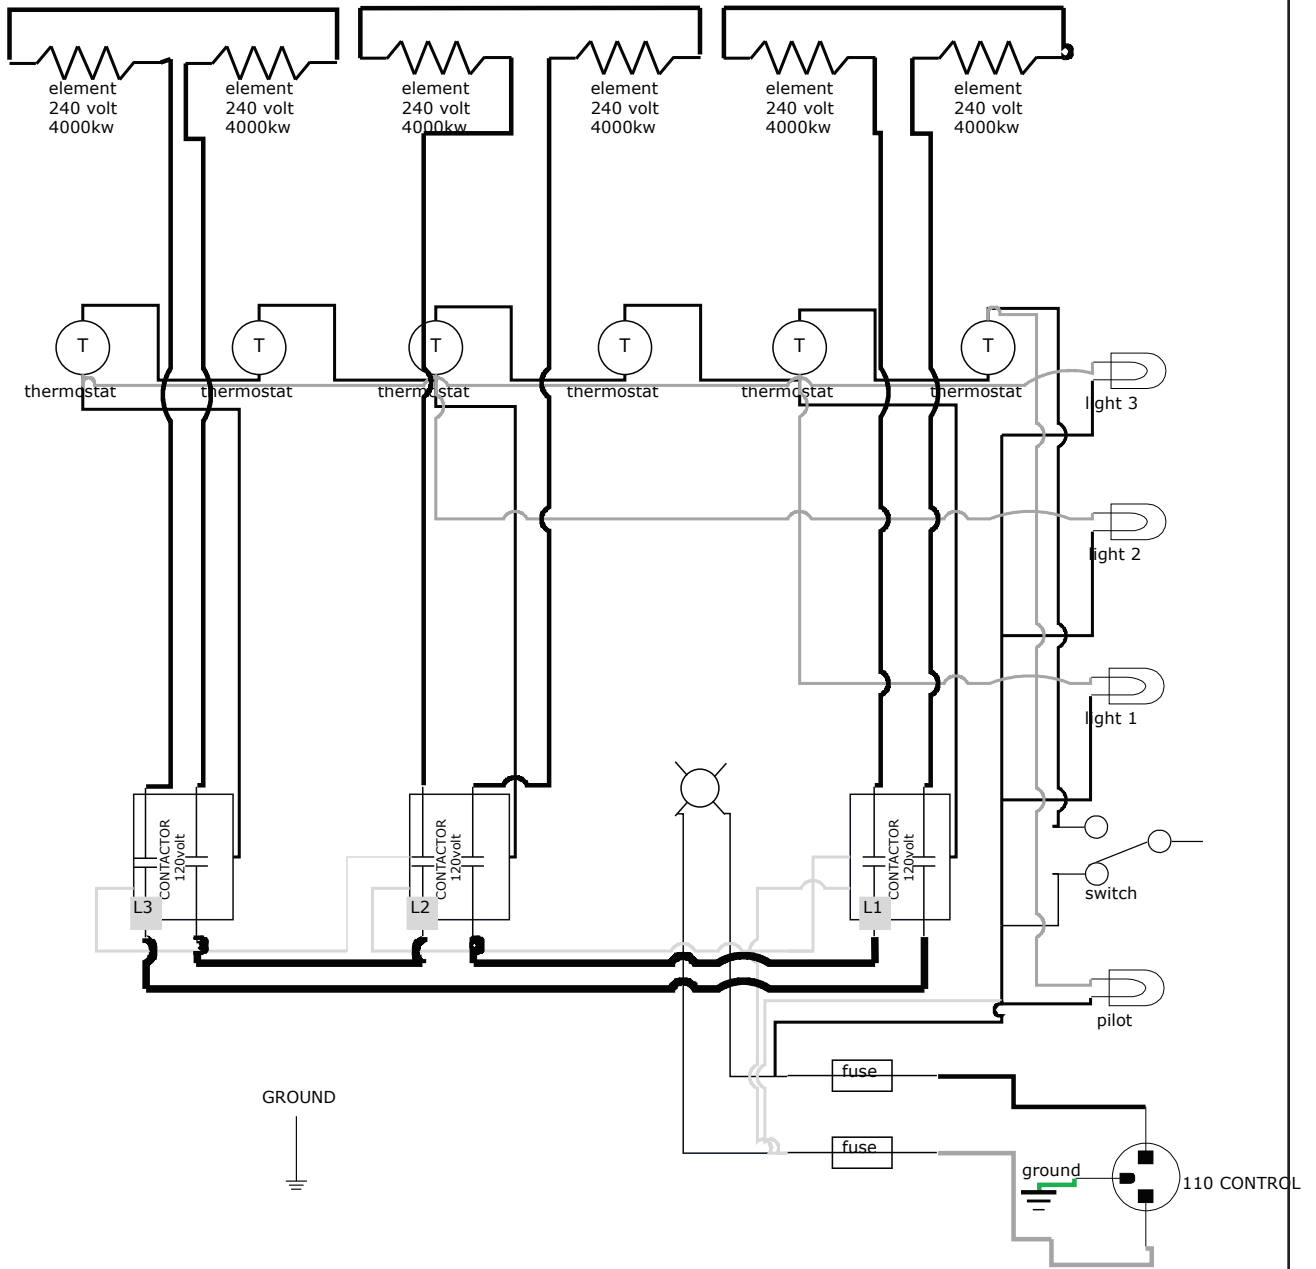 element
240 volt
4000kw
element
240 volt
4000kw
element
240 volt
4000kw
element
240 volt
4000kw
element
240 volt
4000kw
element
240 volt
4000kw
T
T
T
T
T
T
thermostat
thermostat
thermostat
thermostat
thermostat
thermostat
light 3
light 2
light 1
CONTACTOR
120volt
L3
CONTACTOR
120volt
L2
CONTACTOR
120volt
L1
switch
pilot
fuse
GROUND
fuse
ground
110 CONTROL